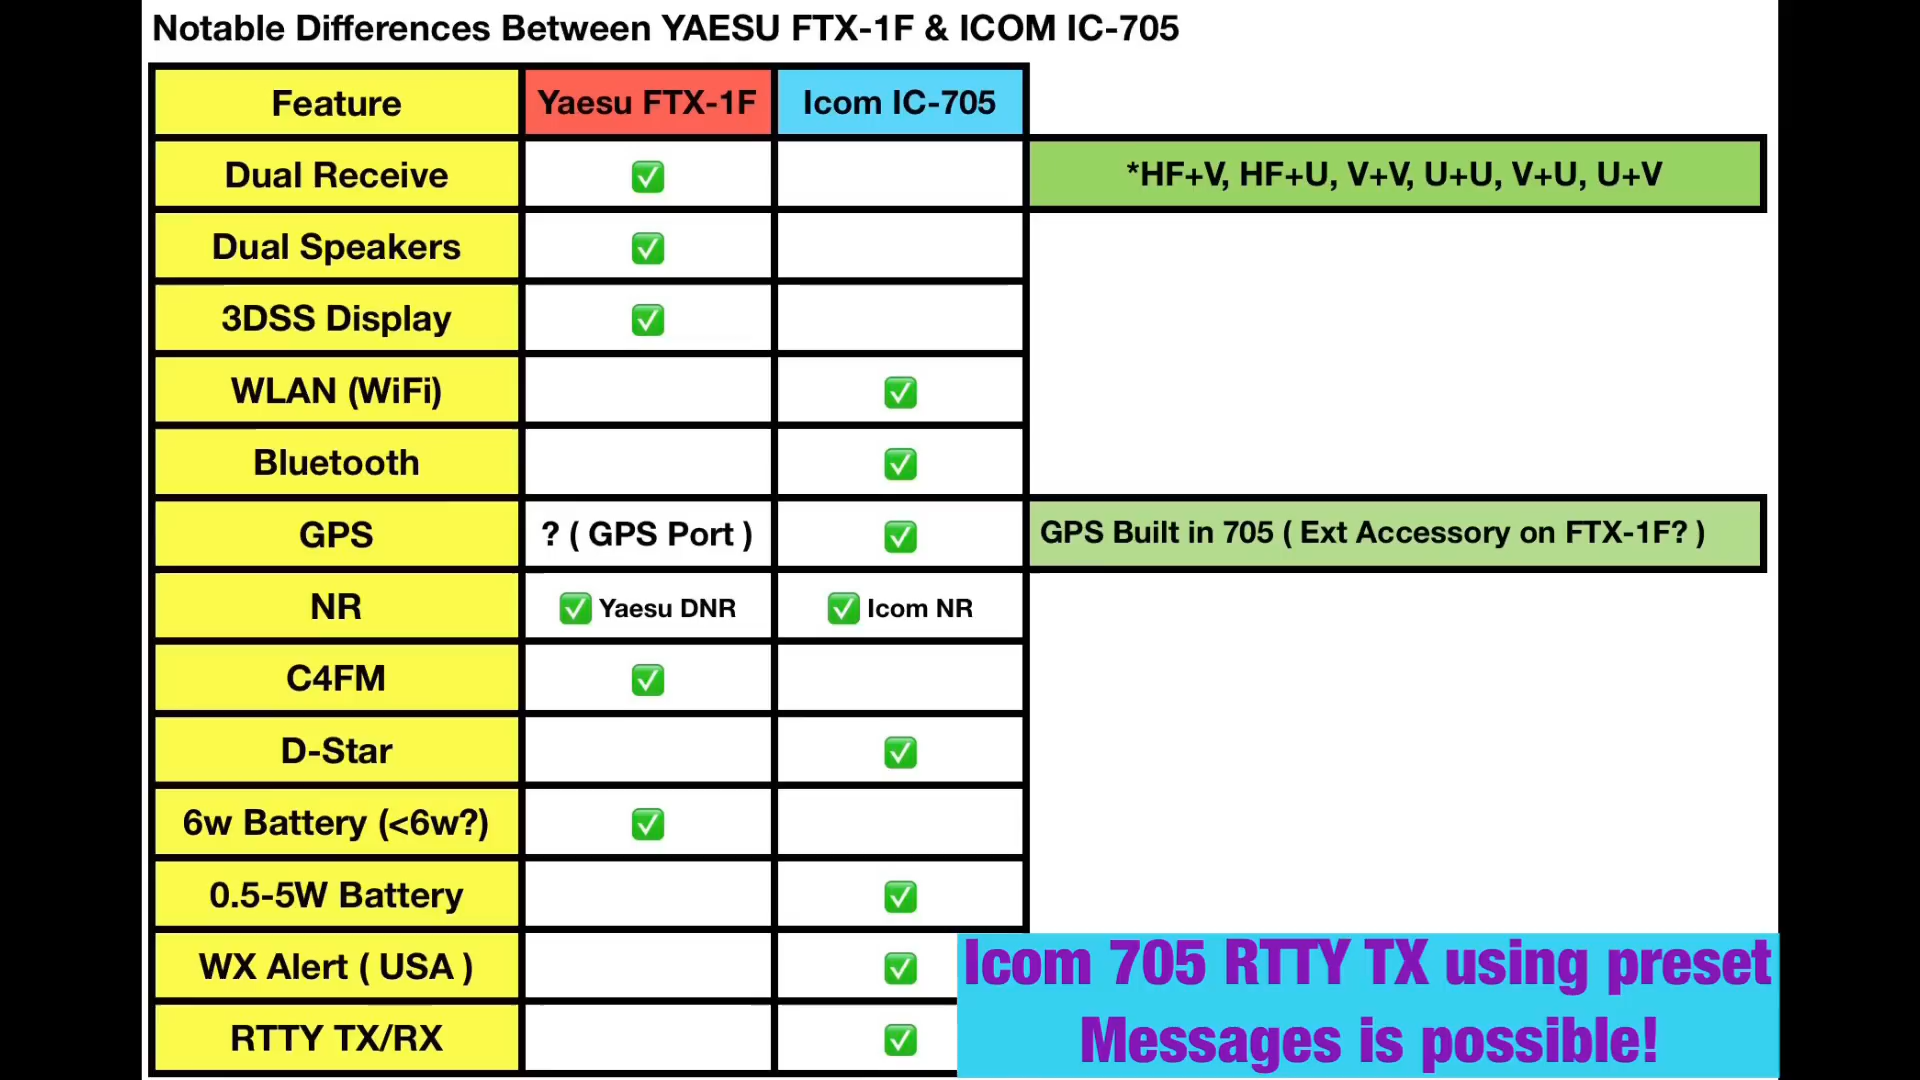 Notable Differences Between YAESU FTX-1F & ICOM IC-705
Feature Yaesu FTX-1F Icom IC-705
Dual Receive ✅ *HF+V, HF+U, V+V, U+U, V+U, U+V
Dual Speakers ✅
3DSS Display ✅
WLAN (WiFi) ✅
Bluetooth ✅
GPS ? ( GPS Port ) ✅ GPS Built in 705 ( Ext Accessory on FTX-1F? )
NR ✅ Yaesu DNR ✅ Icom NR
C4FM ✅
D-Star ✅
6w Battery (<6w?) ✅
0.5-5W Battery ✅
WX Alert ( USA ) ✅
RTTY TX/RX ✅
Icom 705 RTTY TX using preset
Messages is possible!